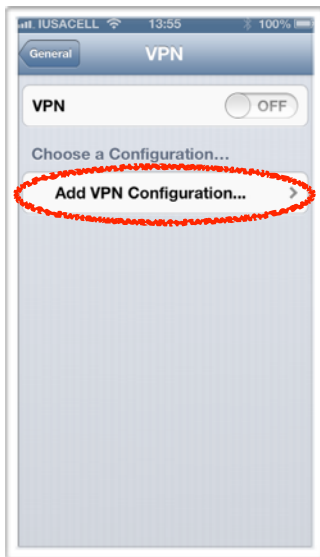 IUSACELL 13:55 100%
General VPN
VPN OFF
Choose a Configuration...
Add VPN Configuration...